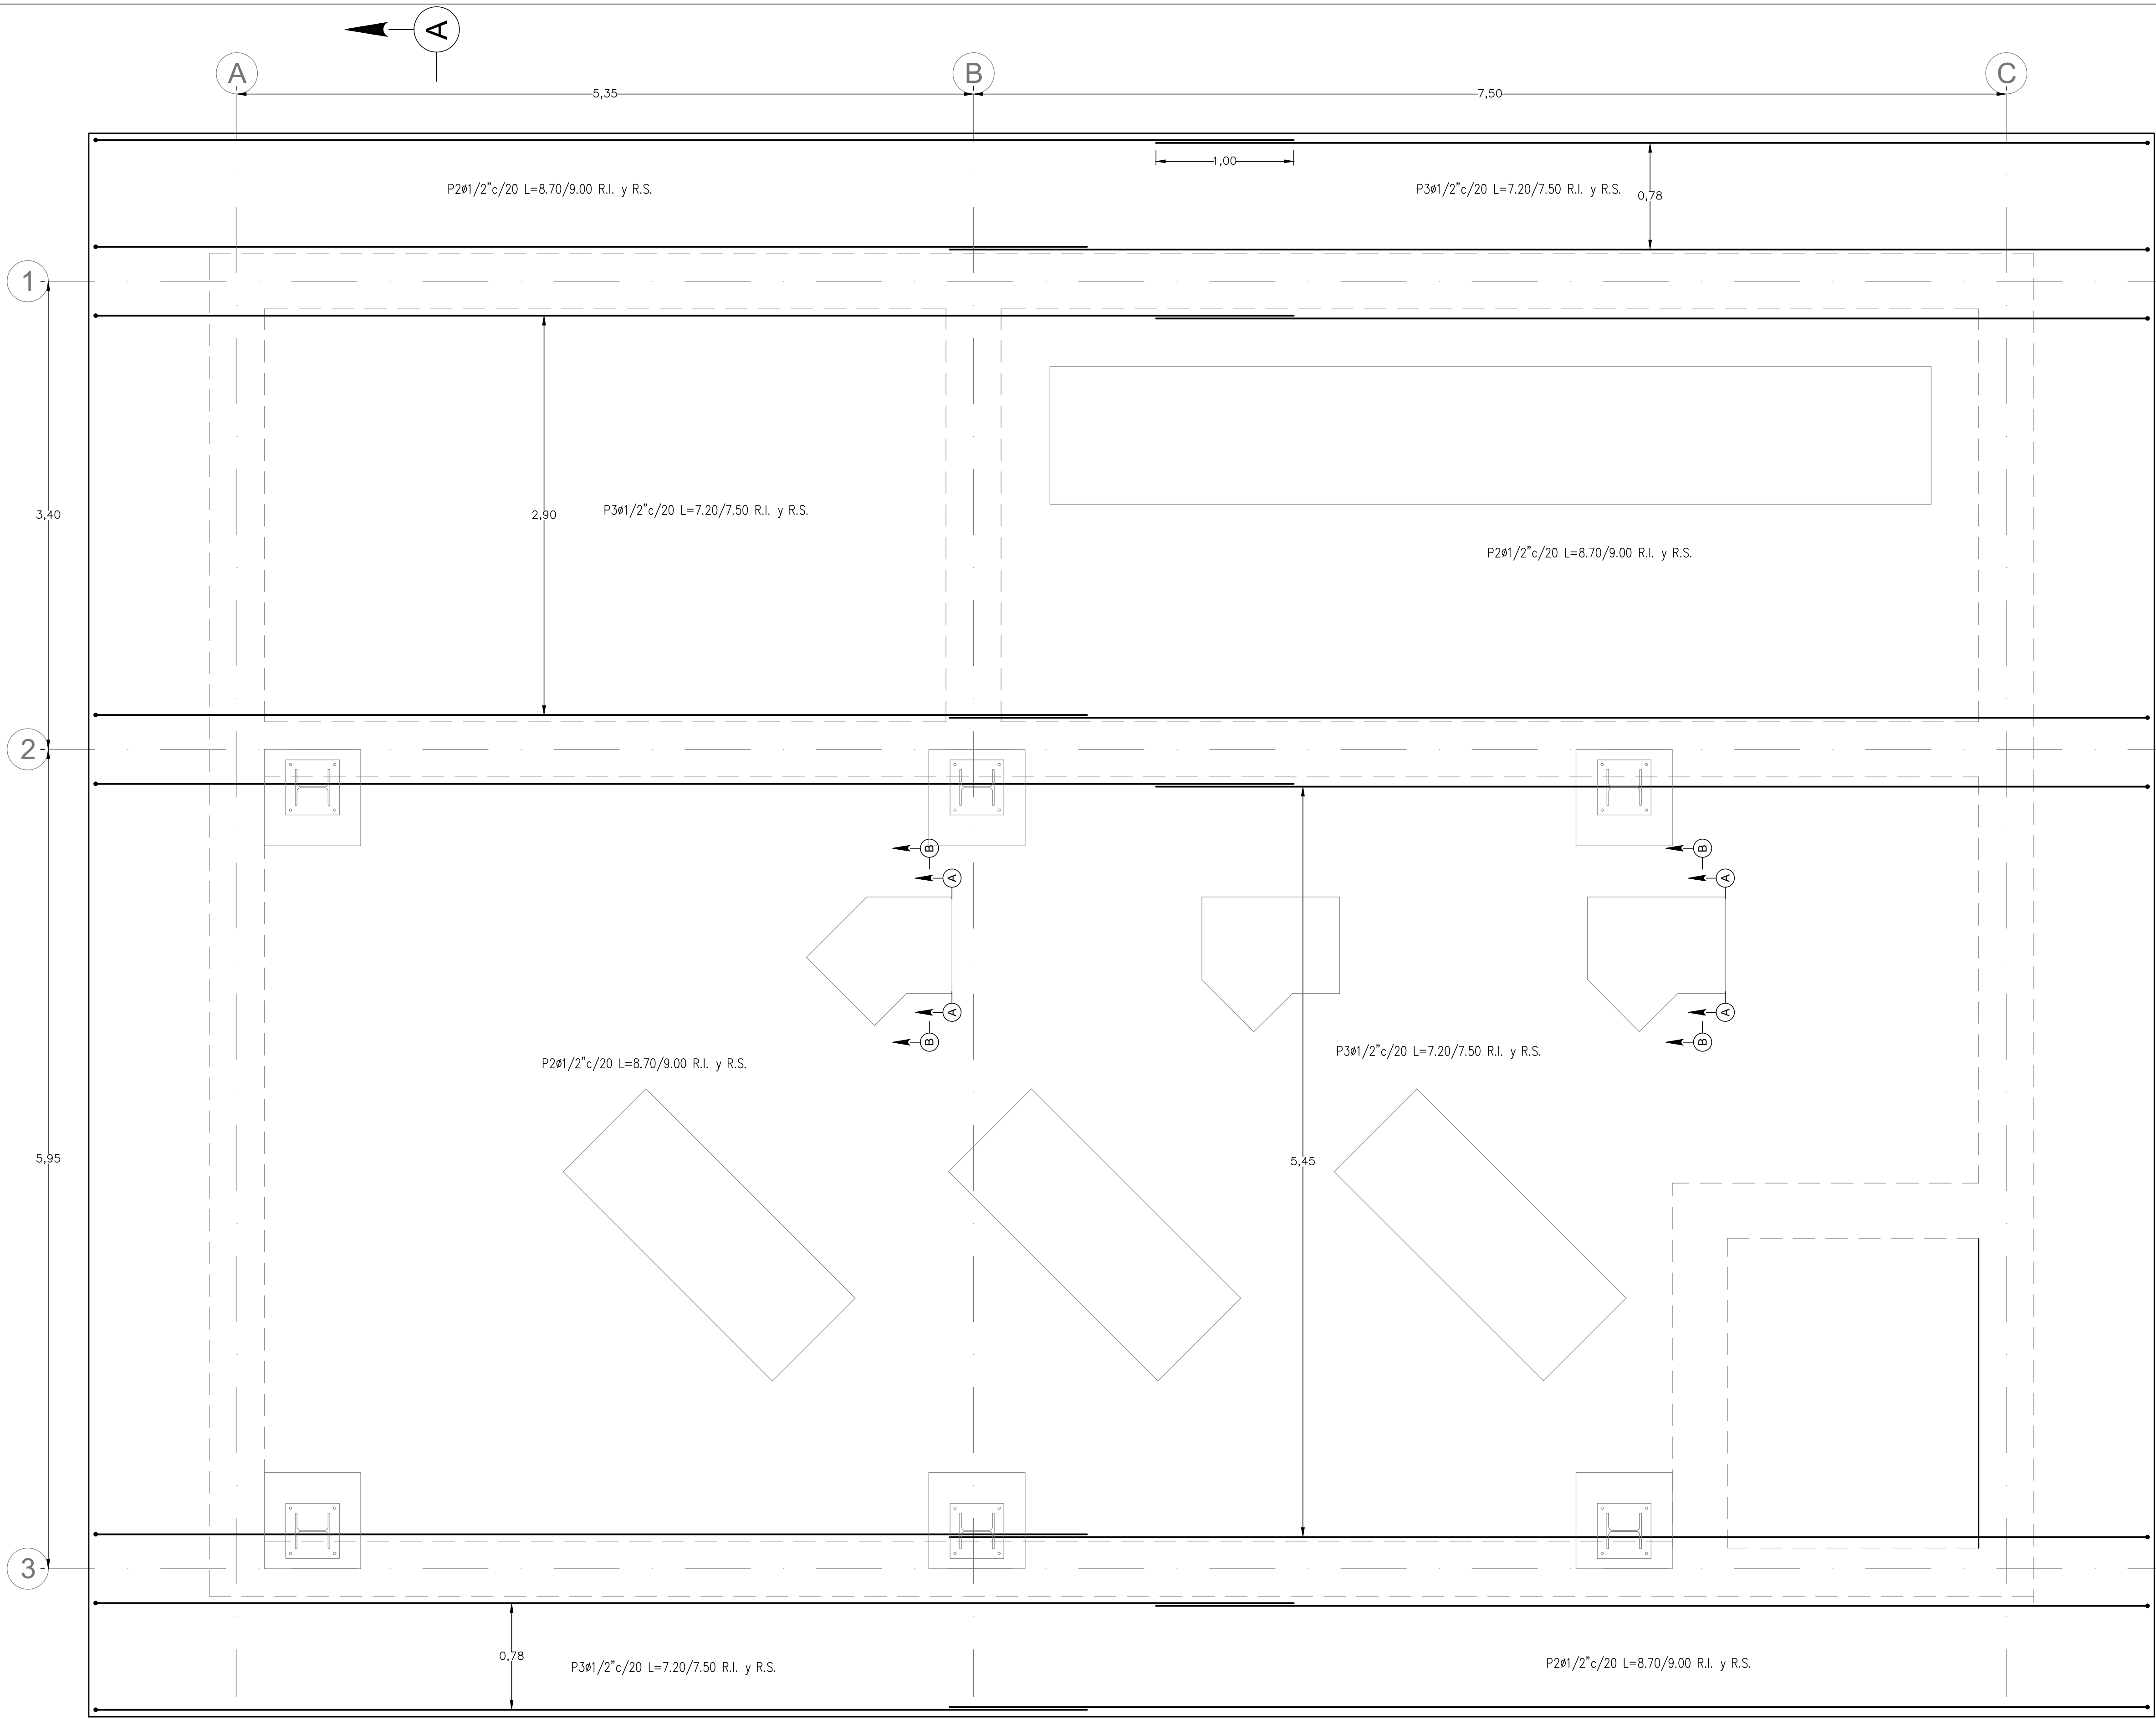 A
A
B
C
5,35
7,50
1,00
P2ø1/2"c/20 L=8.70/9.00 R.I. y R.S.
P3ø1/2"c/20 L=7.20/7.50 R.I. y R.S.
0,78
1
3,40
2,90
P3ø1/2"c/20 L=7.20/7.50 R.I. y R.S.
P2ø1/2"c/20 L=8.70/9.00 R.I. y R.S.
2
B
B
A
A
A
A
B
B
P2ø1/2"c/20 L=8.70/9.00 R.I. y R.S.
P3ø1/2"c/20 L=7.20/7.50 R.I. y R.S.
5,95
5,45
3
0,78
P3ø1/2"c/20 L=7.20/7.50 R.I. y R.S.
P2ø1/2"c/20 L=8.70/9.00 R.I. y R.S.